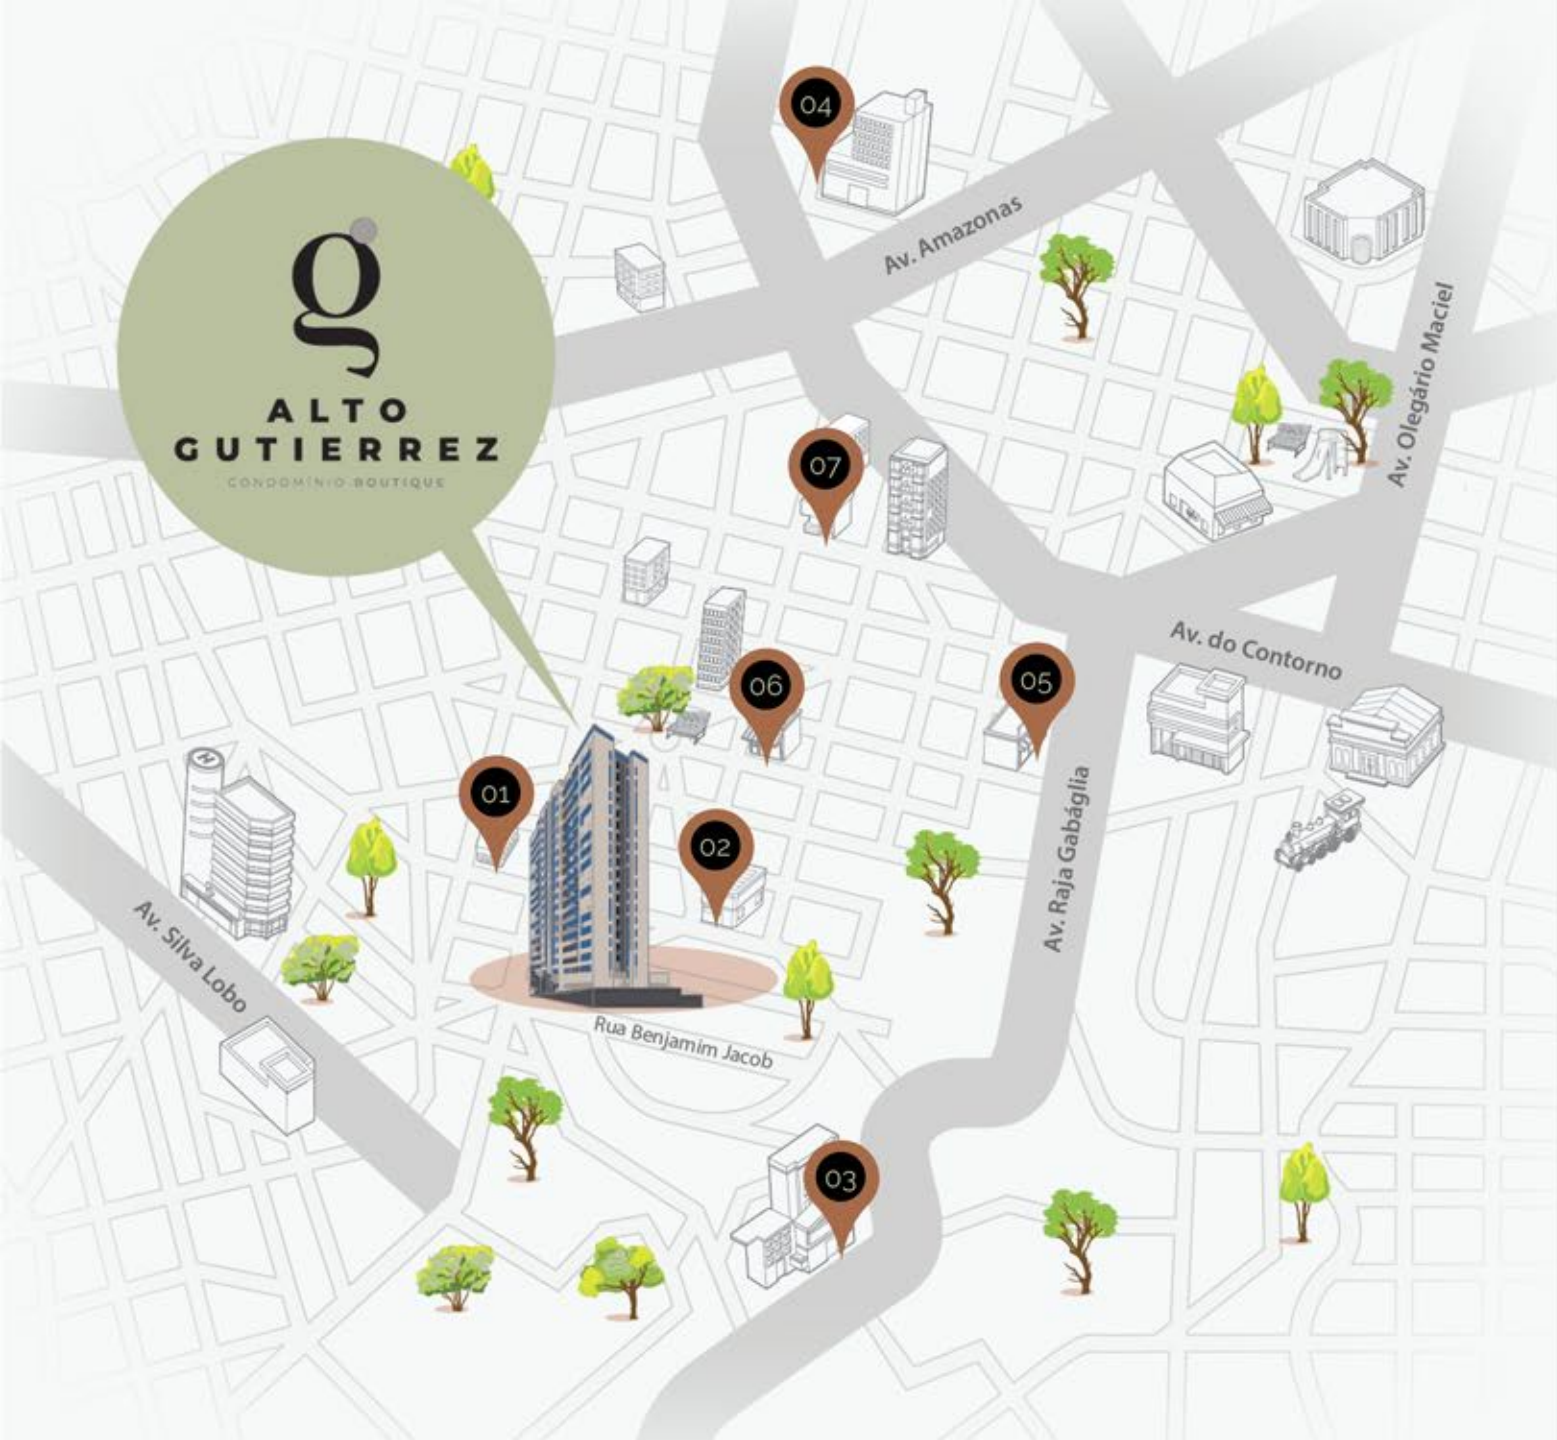 04
Av. Amazonas
g
ALTO
GUTIERREZ
CONDOMÍNIO BOUTIQUE
Av. Olegário Maciel
07
Av. do Contorno
06
05
01
02
H
Av. Raja Gabáglia
Av. Silva Lobo
Rua Benjamim Jacob
03